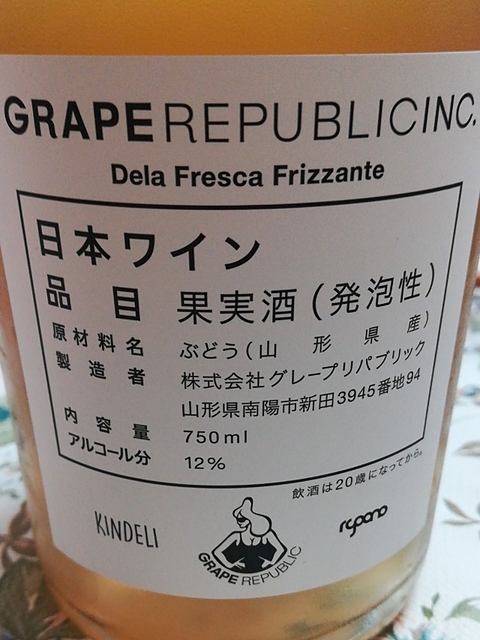 GRAPE REPUBLIC INC.
Dela Fresca Frizzante
日本ワイン
品目 果実酒(発泡性)
原材料名 ぶどう(山形県産)
製造者 株式会社グレープリパブリック
山形県南陽市新田3945番地94
内容量 750ml
アルコール分 12%
飲酒は20歳になってから。
KINDELI
GRAPE REPUBLIC